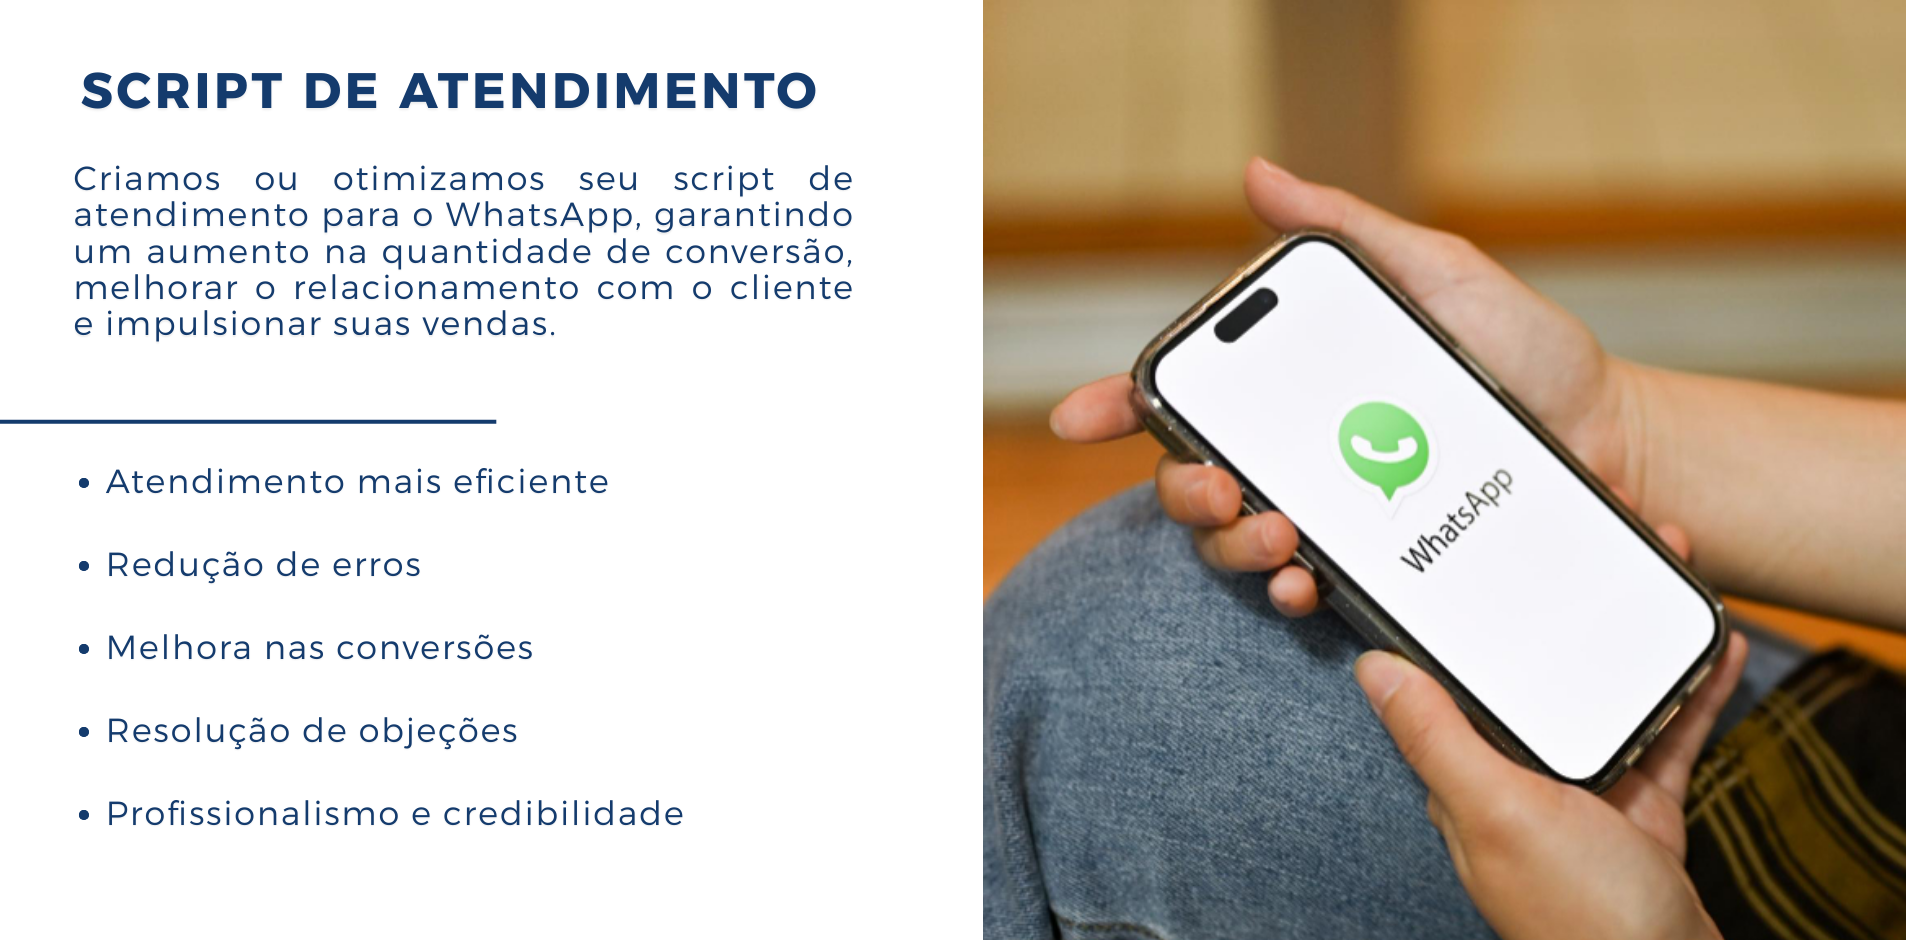 SCRIPT DE ATENDIMENTO
Criamos ou otimizamos seu script de
atendimento para o WhatsApp, garantindo
um aumento na quantidade de conversão,
melhorar o relacionamento com o cliente
e impulsionar suas vendas.
• Atendimento mais eficiente
• Redução de erros
• Melhora nas conversões
• Resolução de objeções
• Profissionalismo e credibilidade
WhatsApp